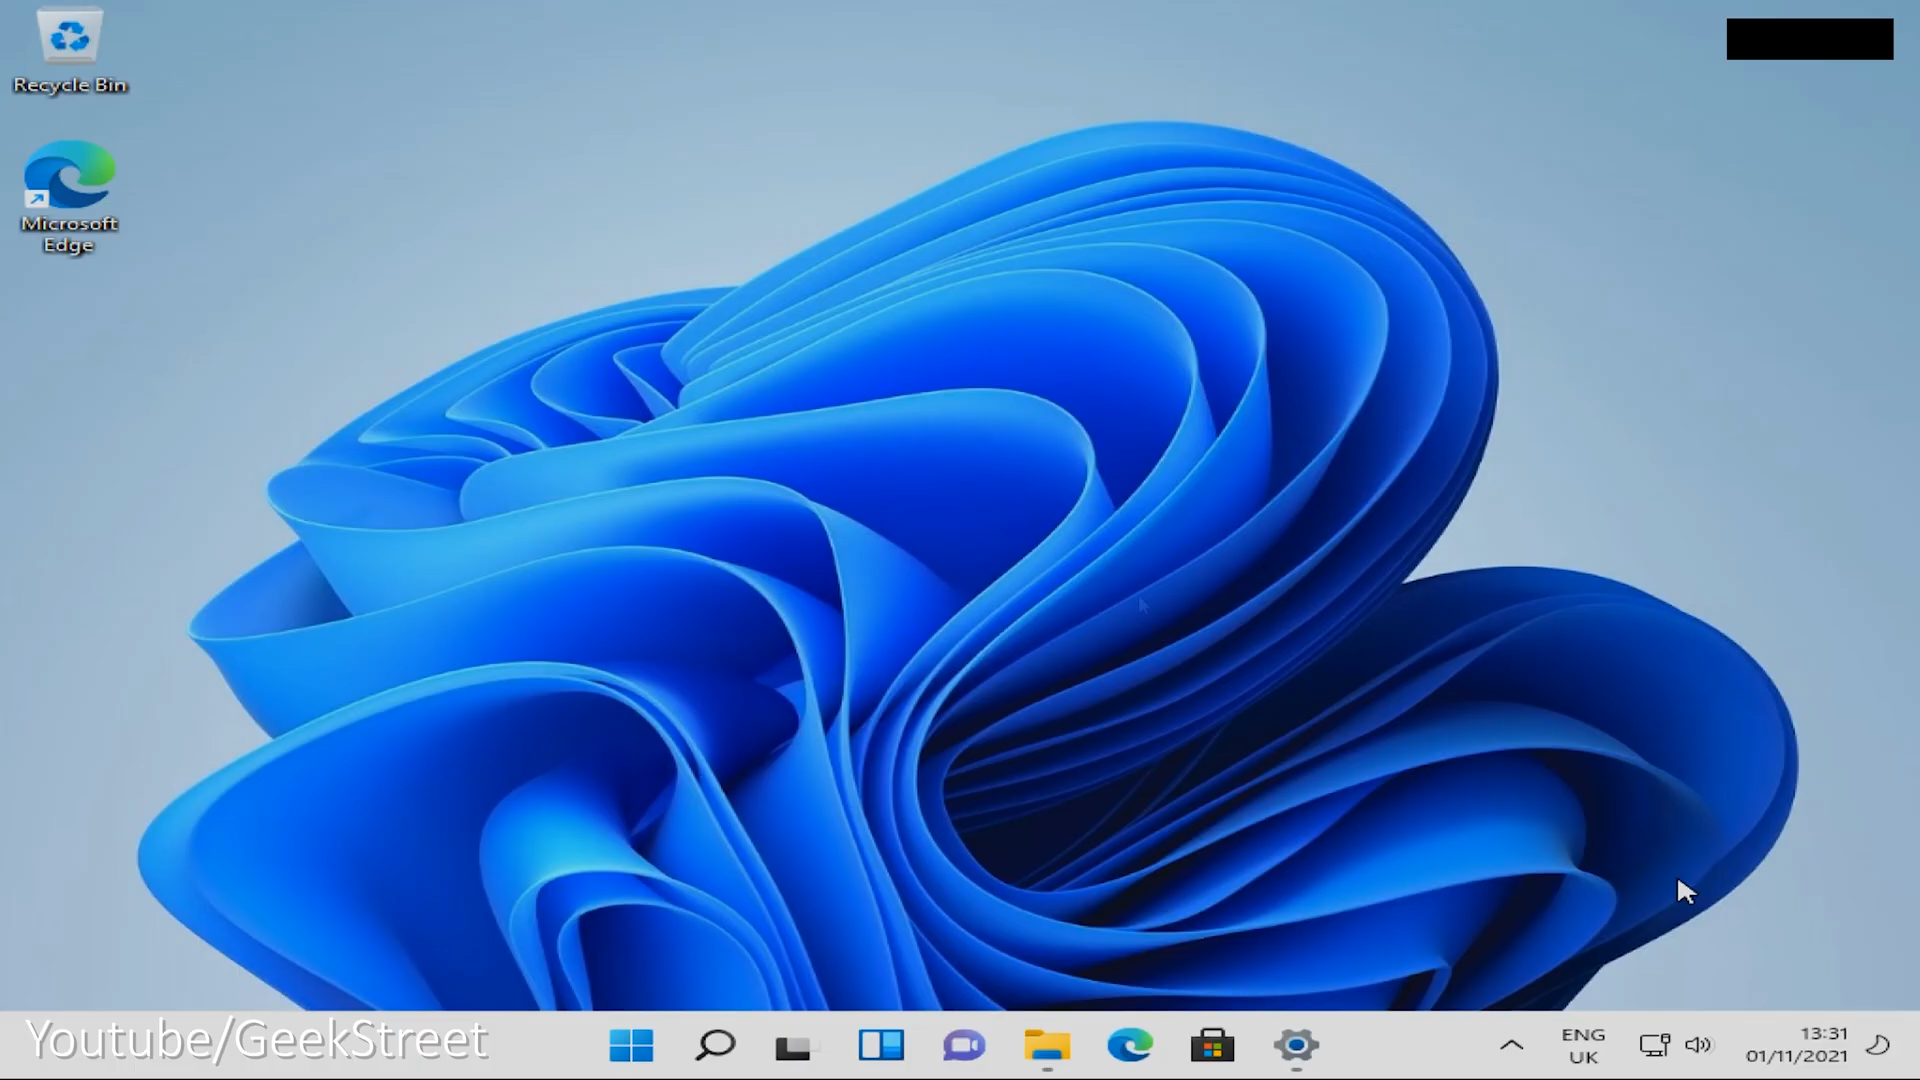 Recycle Bin
Microsoft
Edge
Youtube/GeekStreet
ENG
UK
13:31
01/11/2021